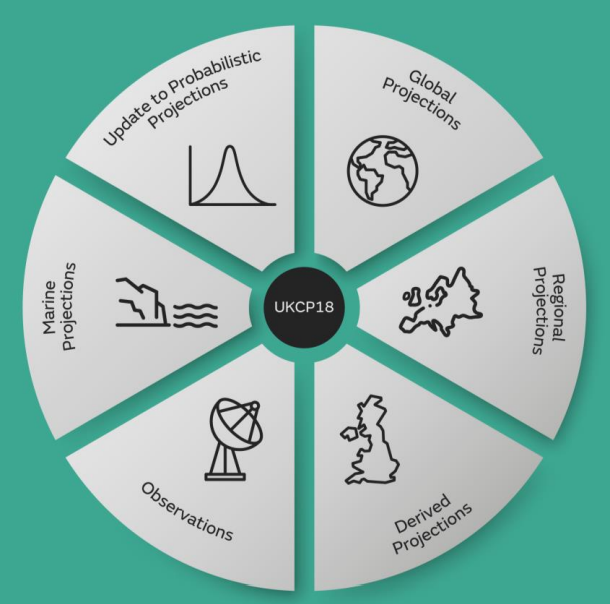 Update to Probabilistic
Projections
Global
Projections
Marine
Projections
UKCP18
Regional
Projections
Observations
Derived
Projections